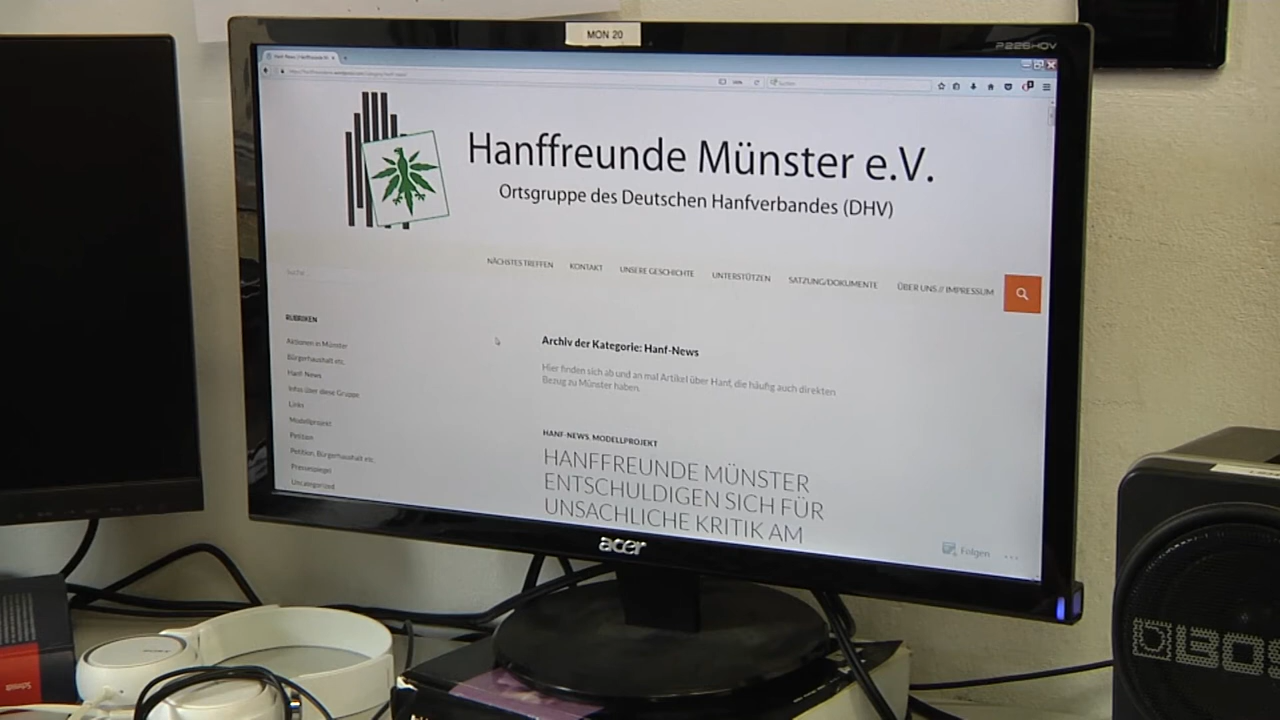 MON 20
P226HQV
Hanffreunde Münster e.V.
Ortsgruppe des Deutschen Hanfverbandes (DHV)
NÄCHSTES TREFFEN KONTAKT UNSERE GESCHICHTE UNTERSTÜTZEN SATZUNG/DOKUMENTE ÜBER UNS // IMPRESSUM
Suche ...
RUBRIKEN
Aktionen in Münster
Bürgerhaushalt etc.
Hanf-News
Infos über diese Gruppe
Links
Modellprojekt
Petition
Petition, Bürgerhaushalt etc.
Pressespiegel
Uncategorized
Archiv der Kategorie: Hanf-News
Hier finden sich ab und an mal Artikel über Hanf, die häufig auch direkten
Bezug zu Münster haben.
HANF-NEWS, MODELLPROJEKT
HANFFREUNDE MÜNSTER
ENTSCHULDIGEN SICH FÜR
UNSACHLICHE KRITIK AM
Folgen
acer
SONY